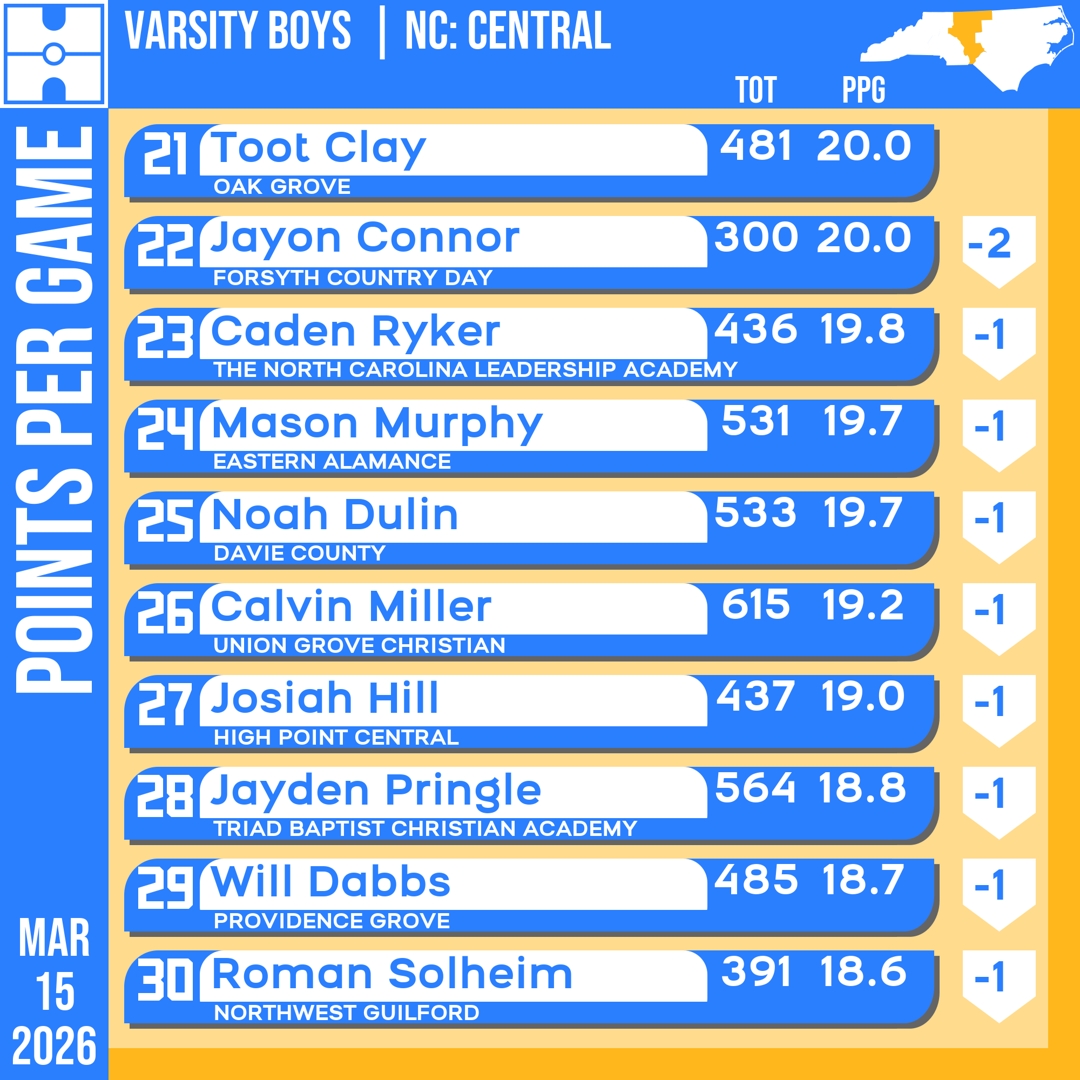 VARSITY BOYS | NC: CENTRAL
TOT PPG
POINTS PER GAME
MAR
15
2026
21 Toot Clay 481 20.0
OAK GROVE
22 Jayon Connor 300 20.0 -2
FORSYTH COUNTRY DAY
23 Caden Ryker 436 19.8 -1
THE NORTH CAROLINA LEADERSHIP ACADEMY
24 Mason Murphy 531 19.7 -1
EASTERN ALAMANCE
25 Noah Dulin 533 19.7 -1
DAVIE COUNTY
26 Calvin Miller 615 19.2 -1
UNION GROVE CHRISTIAN
27 Josiah Hill 437 19.0 -1
HIGH POINT CENTRAL
28 Jayden Pringle 564 18.8 -1
TRIAD BAPTIST CHRISTIAN ACADEMY
29 Will Dabbs 485 18.7 -1
PROVIDENCE GROVE
30 Roman Solheim 391 18.6 -1
NORTHWEST GUILFORD